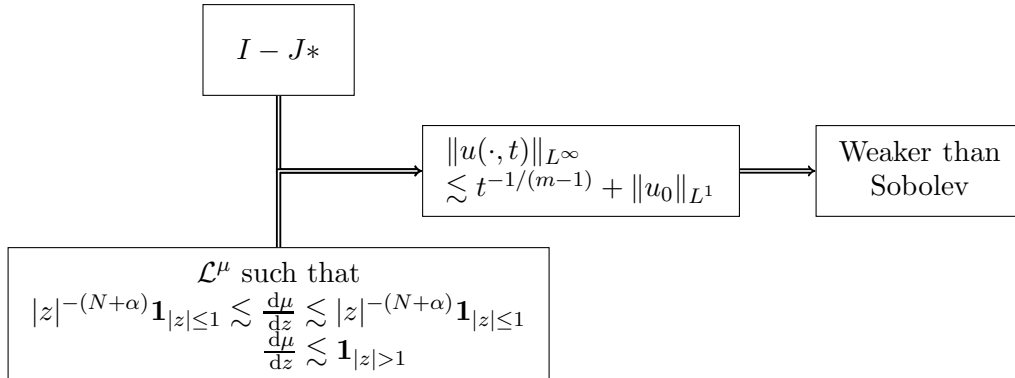 I − J∗
‖u(·, t)‖_{L^∞}
≲ t^{−1/(m−1)} + ‖u_0‖_{L^1}
Weaker than
Sobolev
𝓛^μ such that
|z|^{−(N+α)} 𝟏_{|z|≤1} ≲ dμ/dz ≲ |z|^{−(N+α)} 𝟏_{|z|≤1}
dμ/dz ≲ 𝟏_{|z|>1}